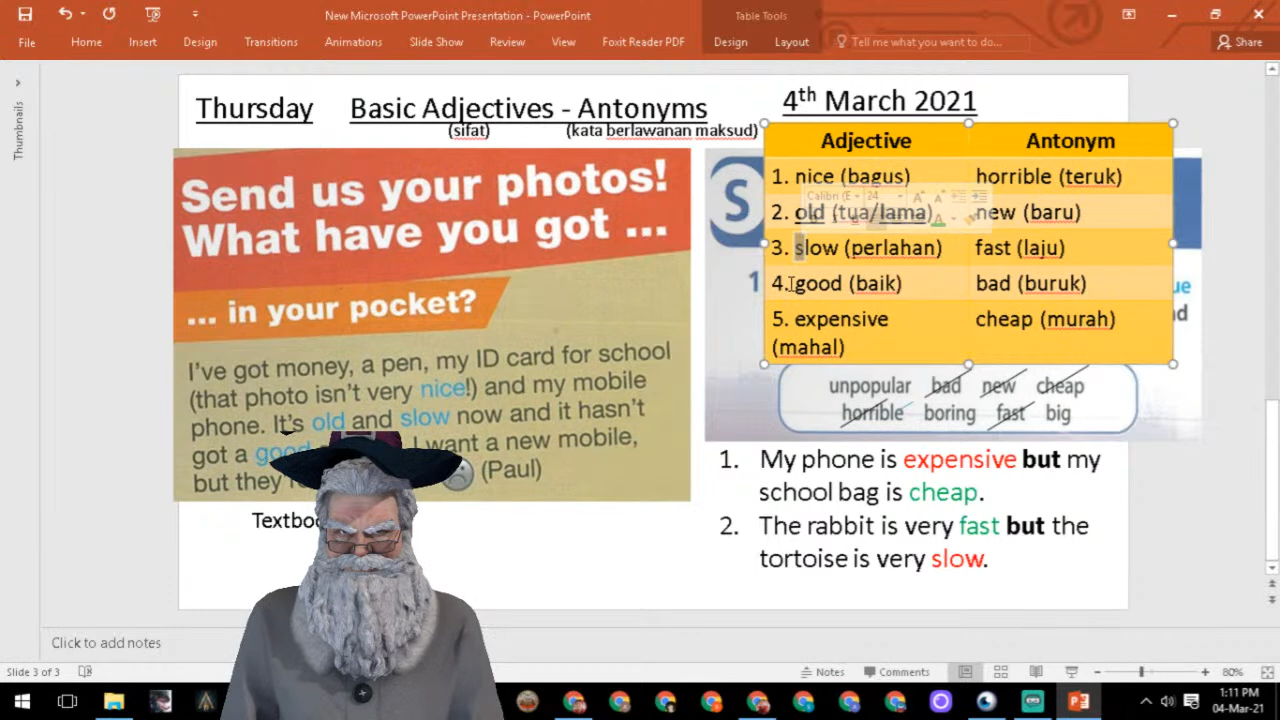 New Microsoft PowerPoint Presentation - PowerPoint
Table Tools
File Home Insert Design Transitions Animations Slide Show Review View Foxit Reader PDF Design Layout Tell me what you want to do... Share
Thumbnails
Thursday Basic Adjectives - Antonyms 4th March 2021
(sifat) (kata berlawanan maksud)
Send us your photos!
What have you got ...
... in your pocket?
I've got money, a pen, my ID card for school
(that photo isn't very nice!) and my mobile
phone. It's old and slow now and it hasn't
got a good I want a new mobile,
but they (Paul)
S
1
ue
d
Adjective Antonym
1. nice (bagus) horrible (teruk)
Calibri (E 24
2. old (tua/lama) new (baru)
3. slow (perlahan) fast (laju)
4. good (baik) bad (buruk)
5. expensive cheap (murah)
(mahal)
unpopular bad new cheap
horrible boring fast big
1. My phone is expensive but my
school bag is cheap.
2. The rabbit is very fast but the
tortoise is very slow.
Click to add notes
Slide 3 of 3 Notes Comments 80%
1:11 PM
04-Mar-21